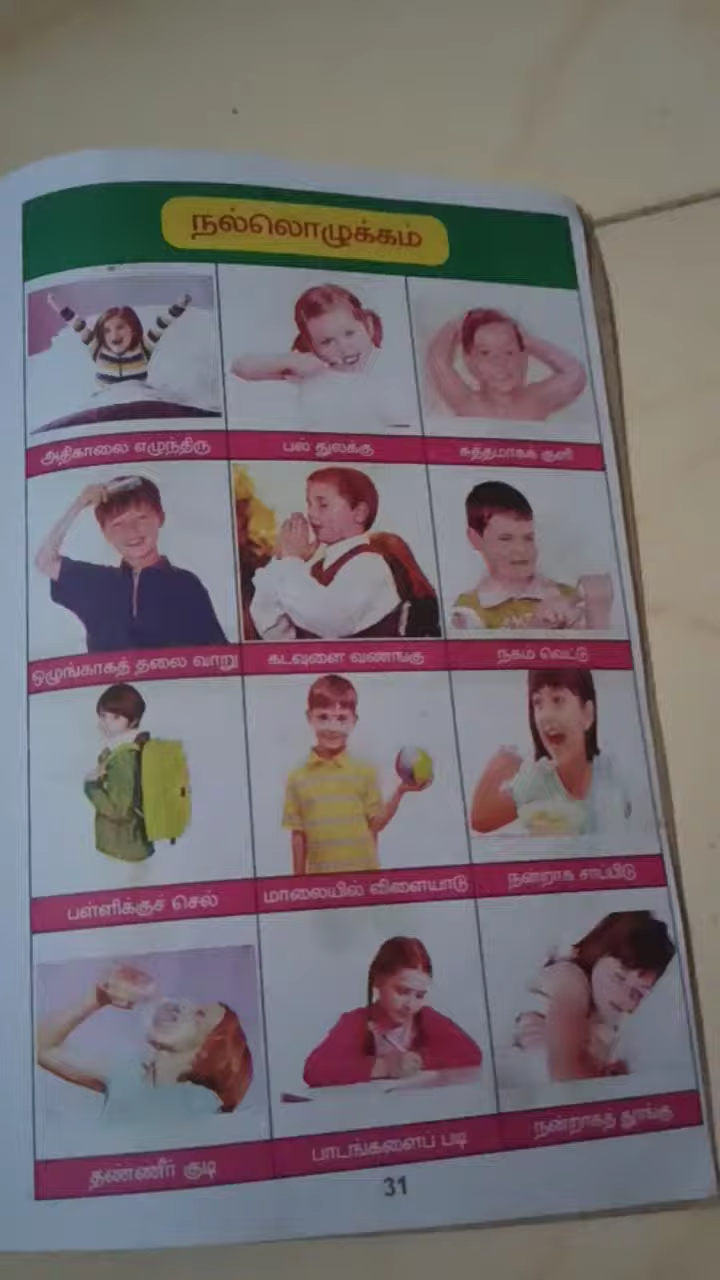 நல்லொழுக்கம்
அதிகாலை எழுந்திரு
பல் துலக்கு
சுத்தமாகக் குளி
ஒழுங்காகத் தலை வாரு
கடவுளை வணங்கு
நகம் வெட்டு
பள்ளிக்குச் செல்
மாலையில் விளையாடு
நன்றாக சாப்பிடு
தண்ணீர் குடி
பாடங்களைப் படி
நன்றாகத் தூங்கு
31